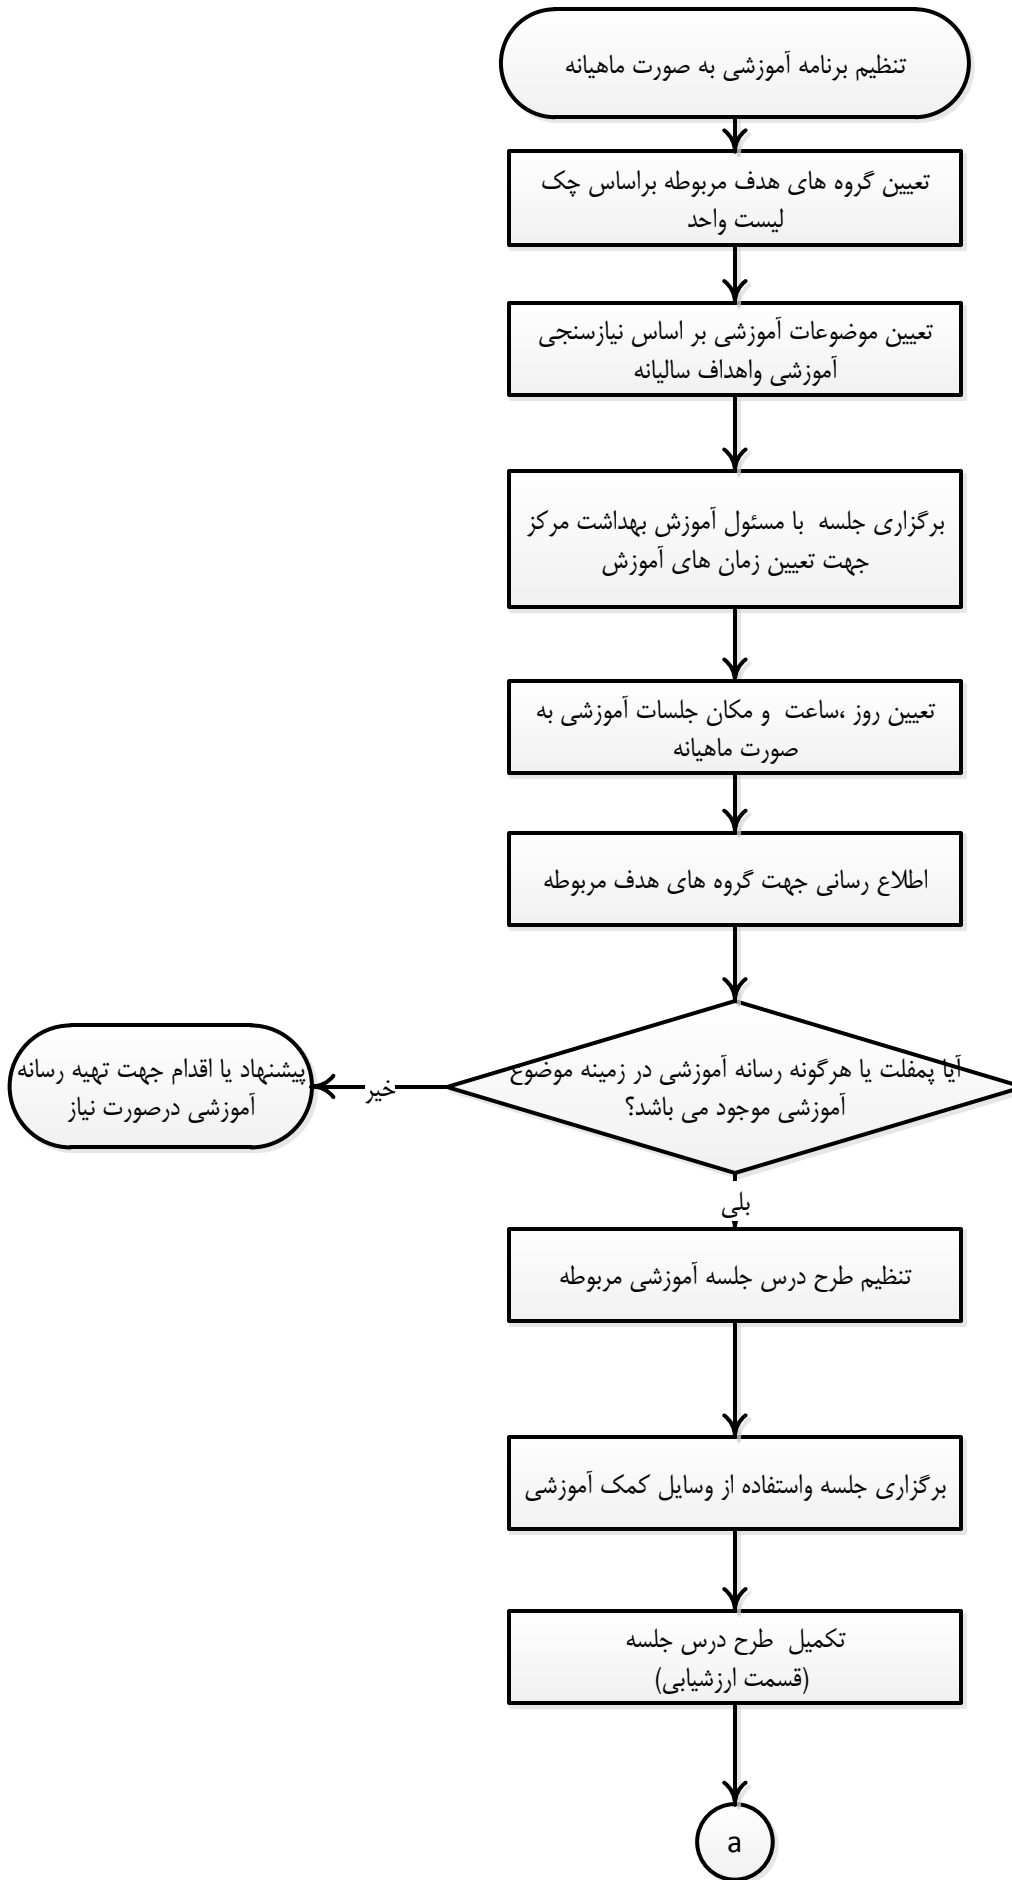 تنظیم برنامه آموزشی به صورت ماهیانه
تعیین گروه های هدف مربوطه براساس چک
لیست واحد
تعیین موضوعات آموزشی بر اساس نیازسنجی
آموزشی واهداف سالیانه
برگزاری جلسه با مسئول آموزش بهداشت مرکز
جهت تعیین زمان های آموزش
تعیین روز ،ساعت و مکان جلسات آموزشی به
صورت ماهیانه
اطلاع رسانی جهت گروه های هدف مربوطه
آیا پمفلت یا هرگونه رسانه آموزشی در زمینه موضوع
آموزشی موجود می باشد؟
خیر
پیشنهاد یا اقدام جهت تهیه رسانه
آموزشی درصورت نیاز
بلی
تنظیم طرح درس جلسه آموزشی مربوطه
برگزاری جلسه واستفاده از وسایل کمک آموزشی
تکمیل طرح درس جلسه
(قسمت ارزشیابی)
a